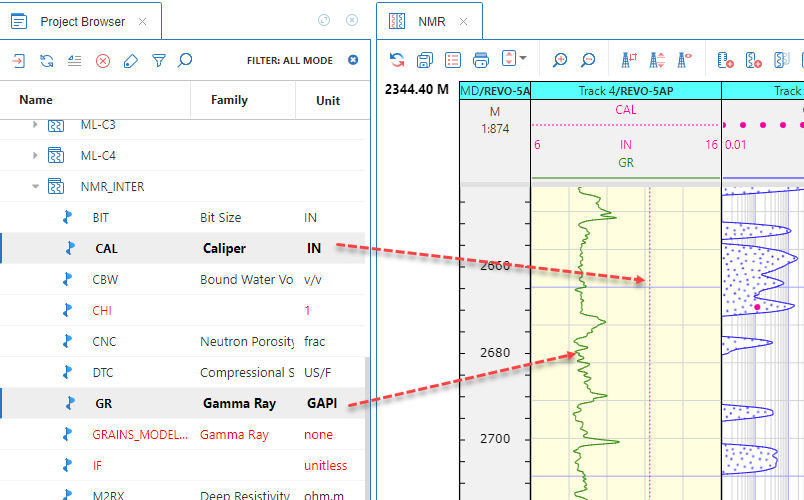 Project Browser
FILTER: ALL MODE
Name Family Unit
ML-C3
ML-C4
NMR_INTER
BIT Bit Size IN
CAL Caliper IN
CBW Bound Water Vo v/v
CHI 1
CNC Neutron Porosity frac
DTC Compressional S US/F
GR Gamma Ray GAPI
GRAINS_MODEL... Gamma Ray none
IF unitless
M2RX Deep Resistivity ohm.m
NMR
2344.40 M
MD/REVO-5A Track 4/REVO-5AP Track
M
1:874
CAL
6 IN 16 0.01
GR
2660
2680
2700